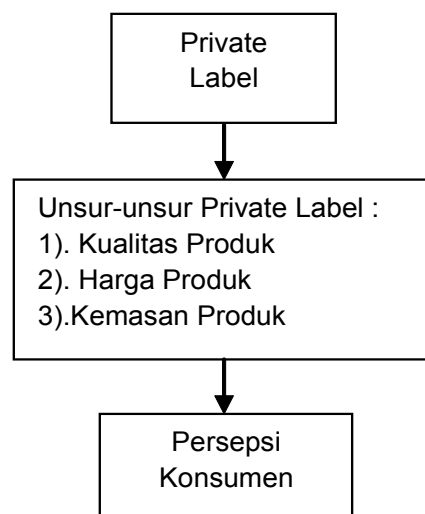 Private
Label
Unsur-unsur Private Label :
1). Kualitas Produk
2). Harga Produk
3).Kemasan Produk
Persepsi
Konsumen